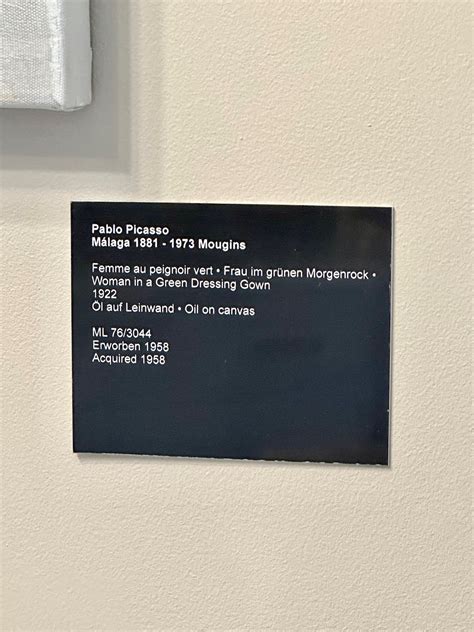 Pablo Picasso
Málaga 1881 - 1973 Mougins
Femme au peignoir vert • Frau im grünen Morgenrock •
Woman in a Green Dressing Gown
1922
Öl auf Leinwand • Oil on canvas
ML 76/3044
Erworben 1958
Acquired 1958